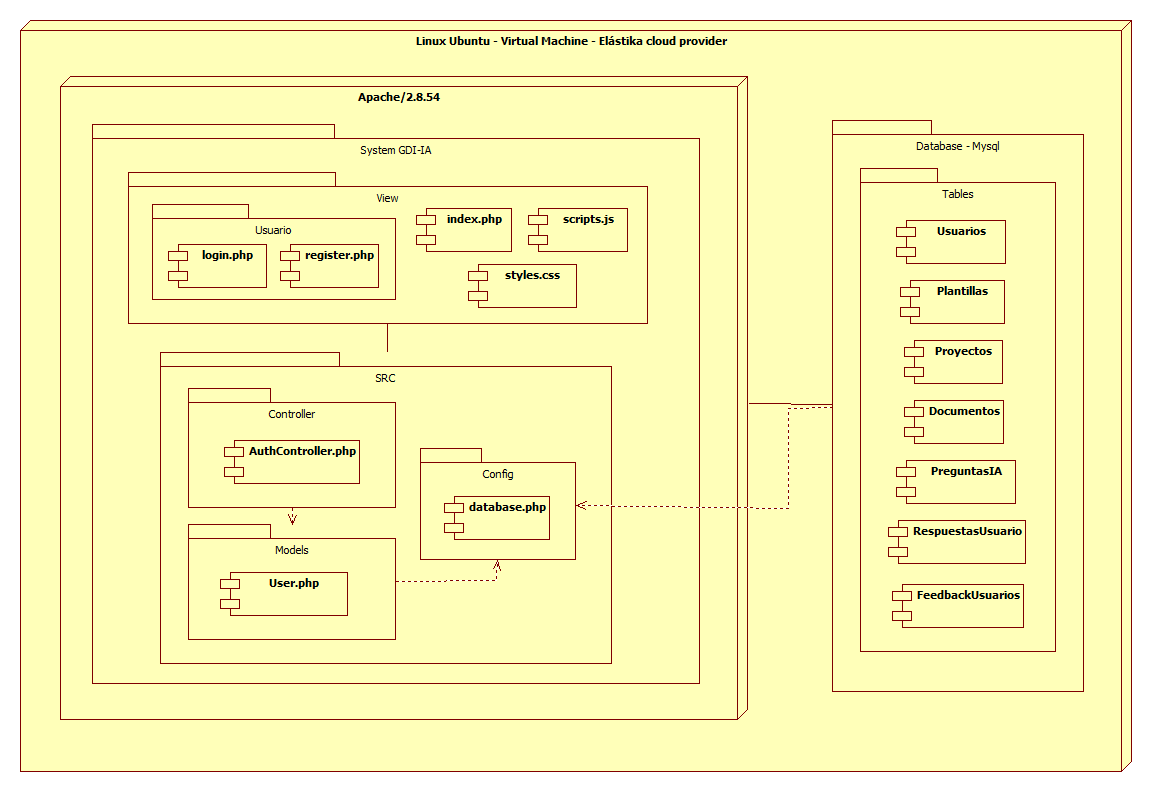 Linux Ubuntu - Virtual Machine - Elástika cloud provider
Apache/2.8.54
System GDI-IA
View
Usuario
login.php
register.php
index.php
scripts.js
styles.css
SRC
Controller
AuthController.php
Models
User.php
Config
database.php
Database - Mysql
Tables
Usuarios
Plantillas
Proyectos
Documentos
PreguntasIA
RespuestasUsuario
FeedbackUsuarios